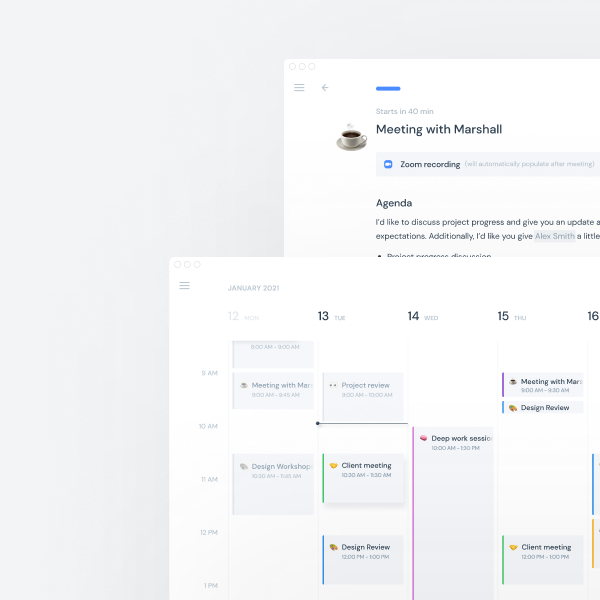 Starts in 40 min
Meeting with Marshall
Zoom recording (will automatically populate after meeting)
Agenda
I'd like to discuss project progress and give you an update a
expectations. Additionally, I'd like you give Alex Smith a little
Project progress discussion
JANUARY 2021
12 MON
13 TUE
14 WED
15 THU
16
8:00 AM - 9:00 AM
9 AM
Meeting with Mars
9:00 AM - 9:45 AM
Project review
9:00 AM - 10:00 AM
Meeting with Mars
9:00 AM - 9:30 AM
Design Review
10 AM
Deep work session
10:00 AM - 1:30 PM
Design Workshop
10:30 AM - 11:45 AM
Client meeting
10:30 AM - 11:30 AM
11 AM
12 PM
Design Review
12:00 PM - 1:00 PM
Client meeting
12:00 PM - 1:00 PM
1 PM